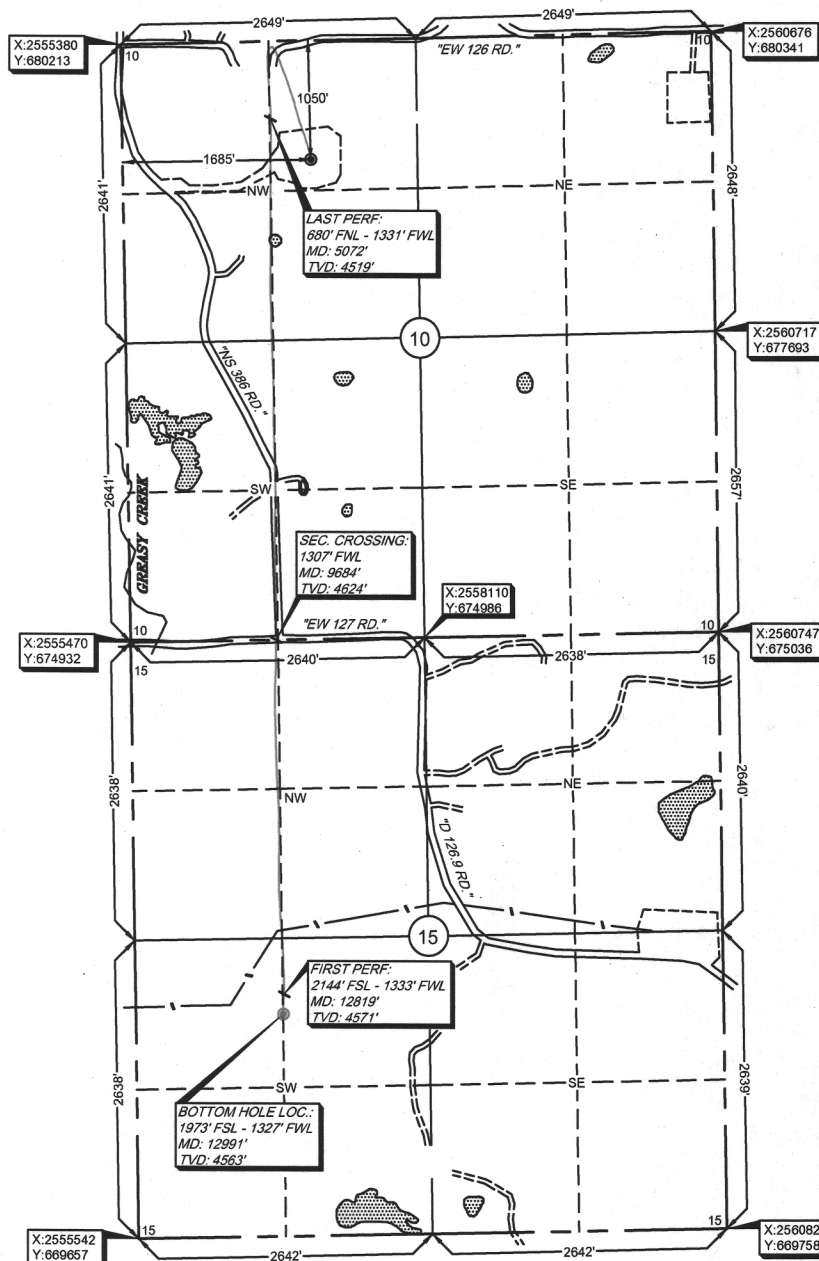 2649'
2649'
X:2555380
Y:680213
X:2560676
Y:680341
10
"EW 126 RD."
10
1050'
1685'
2641'
NW
NE
2648'
LAST PERF:
680' FNL - 1331' FWL
MD: 5072'
TVD: 4519'
10
X:2560717
Y:677693
"NS 386 RD."
2641'
SW
SE
2657'
GREASY CREEK
SEC. CROSSING:
1307' FWL
MD: 9684'
TVD: 4624'
X:2558110
Y:674986
"EW 127 RD."
10
10
X:2555470
Y:674932
X:2560747
Y:675036
2640'
2638'
15
15
2638'
NW
NE
2640'
"D 126.9 RD."
15
FIRST PERF:
2144' FSL - 1333' FWL
MD: 12819'
TVD: 4571'
2638'
SW
SE
2639'
BOTTOM HOLE LOC.:
1973' FSL - 1327' FWL
MD: 12991'
TVD: 4563'
15
15
X:2555542
Y:669657
X:256082
Y:669758
2642'
2642'